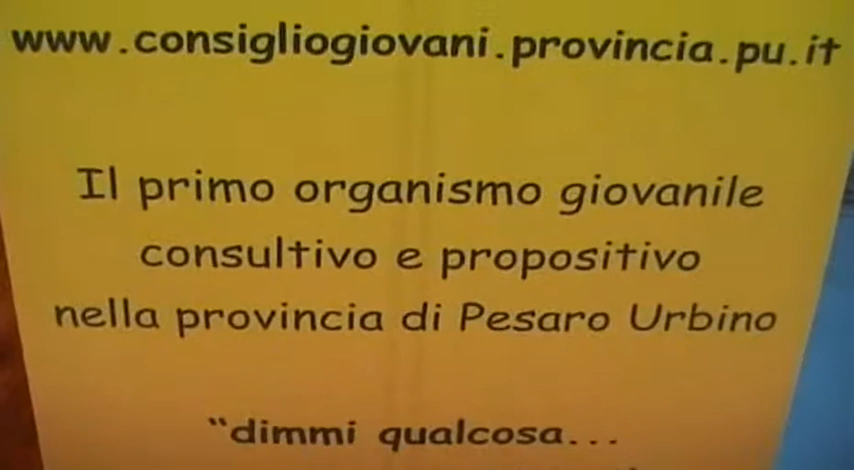 www.consigliogiovani.provincia.pu.it
Il primo organismo giovanile
consultivo e propositivo
nella provincia di Pesaro Urbino
“dimmi qualcosa...